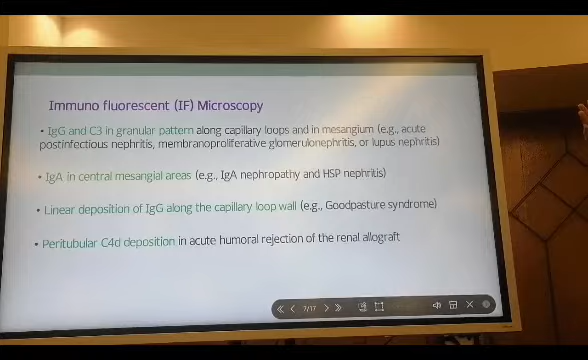 Immuno fluorescent (IF) Microscopy
• IgG and C3 in granular pattern along capillary loops and in mesangium (e.g., acute
postinfectious nephritis, membranoproliferative glomerulonephritis, or lupus nephritis)
• IgA in central mesangial areas (e.g., IgA nephropathy and HSP nephritis)
• Linear deposition of IgG along the capillary loop wall (e.g., Goodpasture syndrome)
• Peritubular C4d deposition in acute humoral rejection of the renal allograft
7/17